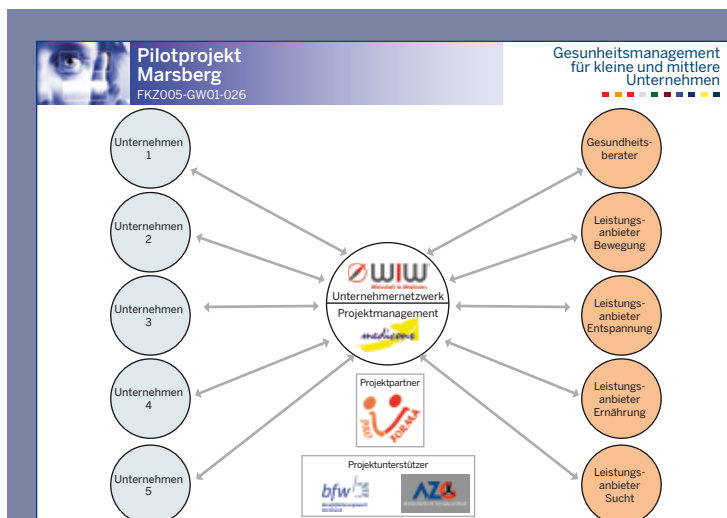 Pilotprojekt
Marsberg
FKZ005-GW01-026
Gesunheitsmanagement
für kleine und mittlere
Unternehmen
Unternehmen
1
Unternehmen
2
Unternehmen
3
Unternehmen
4
Unternehmen
5
WIW
Unternehmernetzwerk
Projektmanagement
medicons
Projektpartner
PRO FORMA
Projektunterstützer
bfw
AZG
Gesundheits-
berater
Leistungs-
anbieter
Bewegung
Leistungs-
anbieter
Entspannung
Leistungs-
anbieter
Ernährung
Leistungs-
anbieter
Sucht